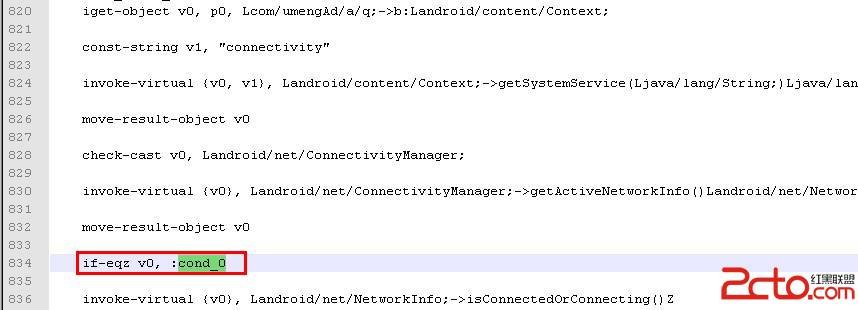 820 iget-object v0, p0, Lcom/umengAd/a/q;->b:Landroid/content/Context;
821
822 const-string v1, "connectivity"
823
824 invoke-virtual {v0, v1}, Landroid/content/Context;->getSystemService(Ljava/lang/String;)Ljava/lan
825
826 move-result-object v0
827
828 check-cast v0, Landroid/net/ConnectivityManager;
829
830 invoke-virtual {v0}, Landroid/net/ConnectivityManager;->getActiveNetworkInfo()Landroid/net/Networ
831
832 move-result-object v0
833
834 if-eqz v0, :cond_0
835
836 invoke-virtual {v0}, Landroid/net/NetworkInfo;->isConnectedOrConnecting()Z
2cto 红黑联盟
.com